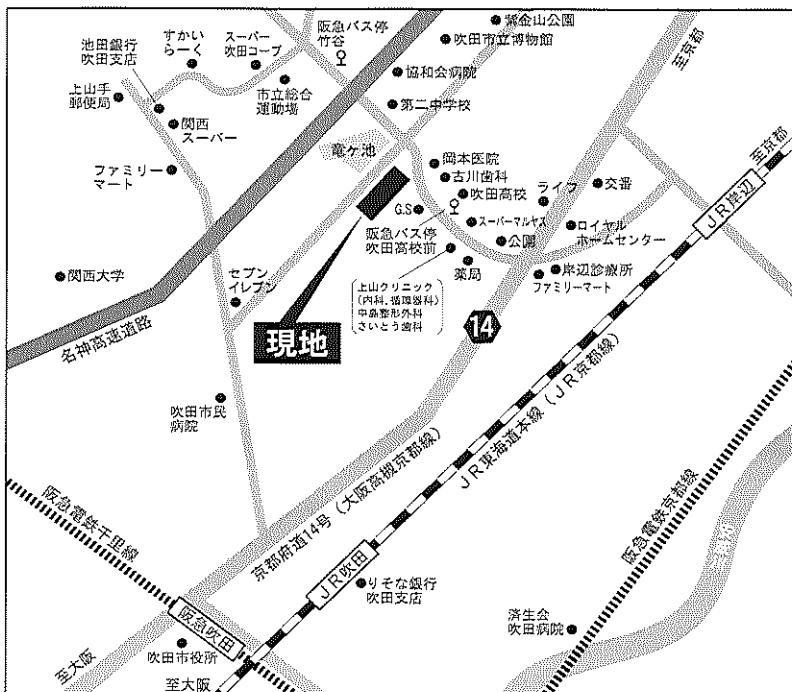 紫金山公園
吹田市立博物館
阪急バス停
竹谷
スーパー
吹田コープ
すかい
らーく
池田銀行
吹田支店
至京都
協和会病院
市立総合
運動場
上山手
郵便局
関西
スーパー
第二中学校
竜ケ池
ファミリー
マート
岡本医院
古川歯科
吹田高校
ライフ
交番
至京都
JR岸辺
G.S
阪急バス停
吹田高校前
スーパーマルヤス
公園
ロイヤル
ホームセンター
薬局
岸辺診療所
ファミリーマート
関西大学
セブン
イレブン
上山クリニック
(内科、循環器科)
中島整形外科
さいとう歯科
現地
14
名神高速道路
吹田市民
病院
京都府道14号(大阪高槻京都線)
JR東海道本線(JR京都線)
阪急電鉄千里線
阪急電鉄京都線
JR吹田
りそな銀行
吹田支店
阪急吹田
済生会
吹田病院
吹田市役所
至大阪
至大阪